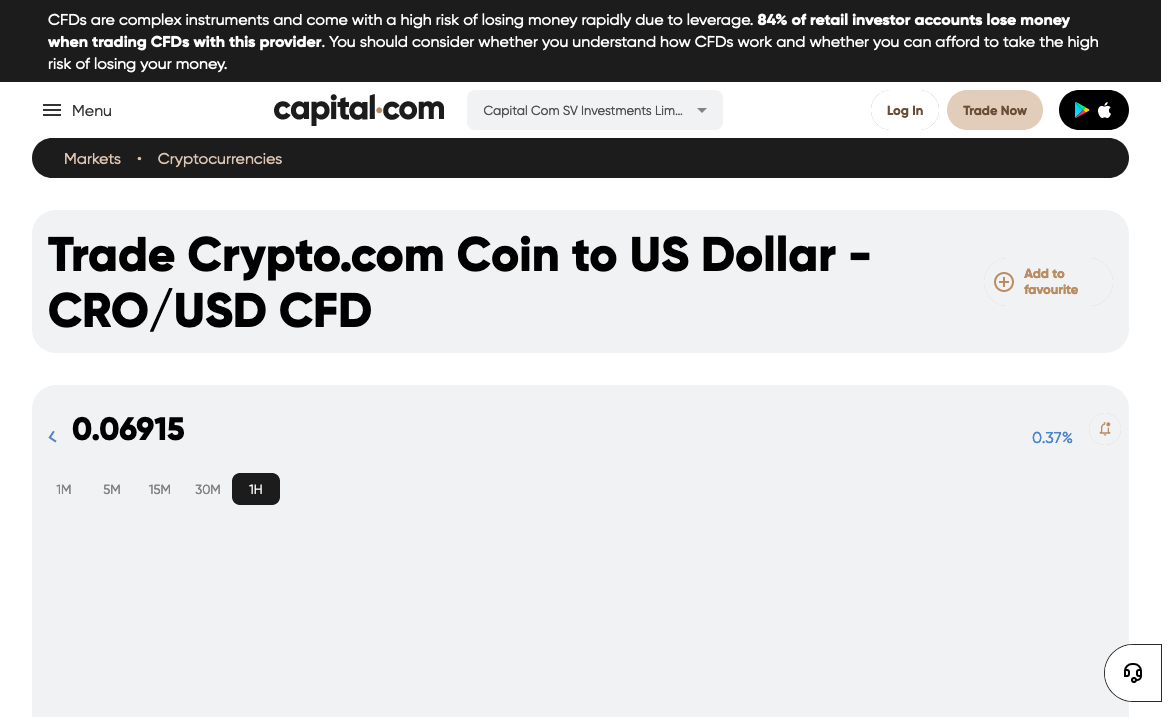 CFDs are complex instruments and come with a high risk of losing money rapidly due to leverage. 84% of retail investor accounts lose money
when trading CFDs with this provider. You should consider whether you understand how CFDs work and whether you can afford to take the high
risk of losing your money.
Menu
capital.com
Capital Com SV Investments Lim...
Log In
Trade Now
Markets • Cryptocurrencies
Trade Crypto.com Coin to US Dollar -
CRO/USD CFD
Add to
favourite
0.06915
0.37%
1M 5M 15M 30M 1H